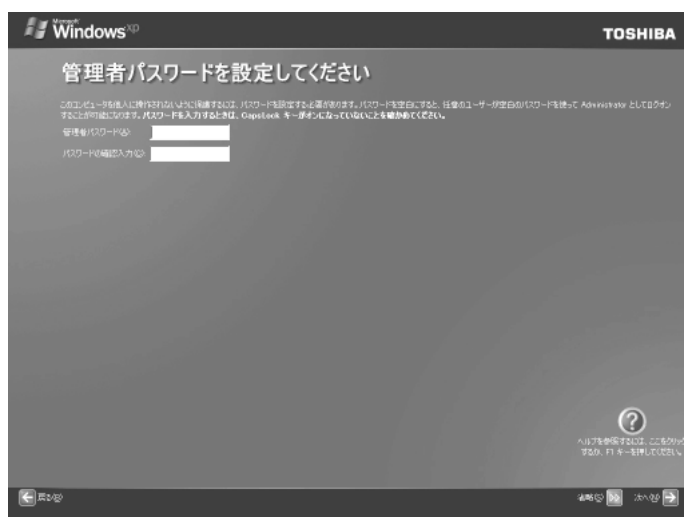 Microsoft
Windows xp
TOSHIBA
管理者パスワードを設定してください
このコンピュータを他人に操作されないように保護するには、パスワードを設定する必要があります。パスワードを空白にすると、任意のユーザーが空白のパスワードを使って Administrator としてログオン
することが可能になります。パスワードを入力するときは、CapsLock キーがオンになっていないことを確かめてください。
管理者パスワード(A):
パスワードの確認入力(C):
ヘルプを参照するには、ここをクリック
するか、F1 キーを押してください。
戻る(B)
省略(S)
次へ(N)